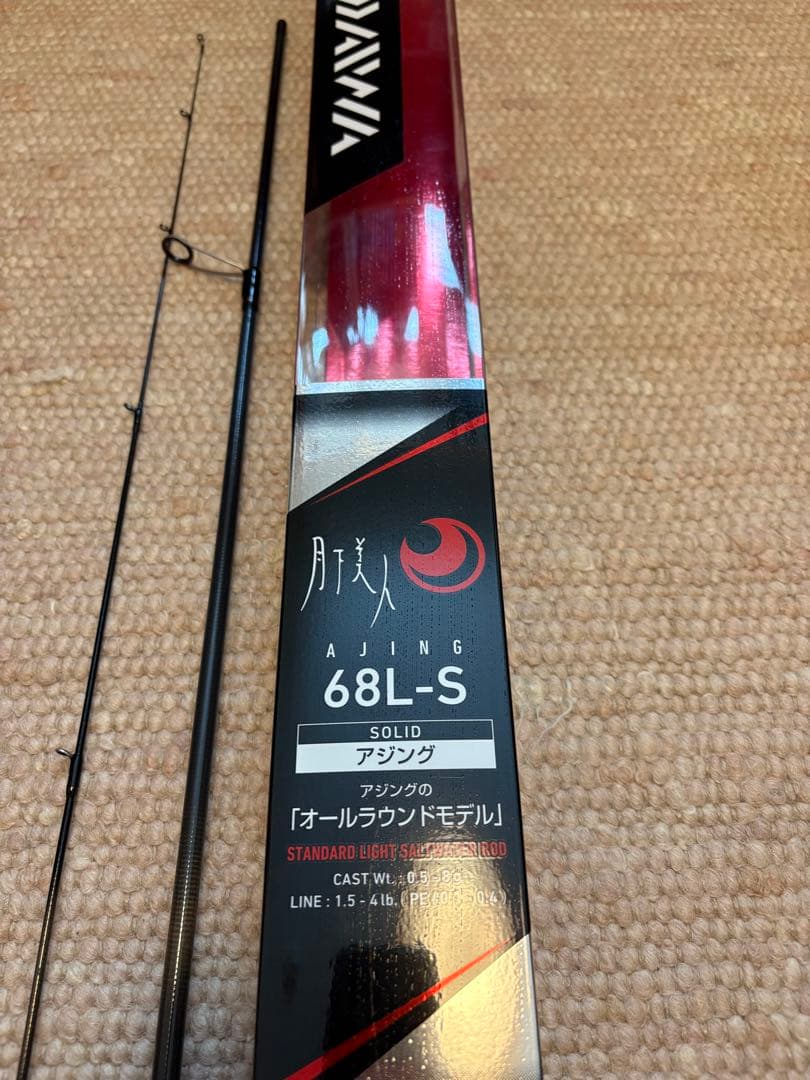 DAIWA
月下美人
AJING
68L-S
SOLID
アジング
アジングの
「オールラウンドモデル」
STANDARD LIGHT SALTWATER ROD
CAST Wt. : 0.5 - 8g
LINE : 1.5 - 4lb. ( PE